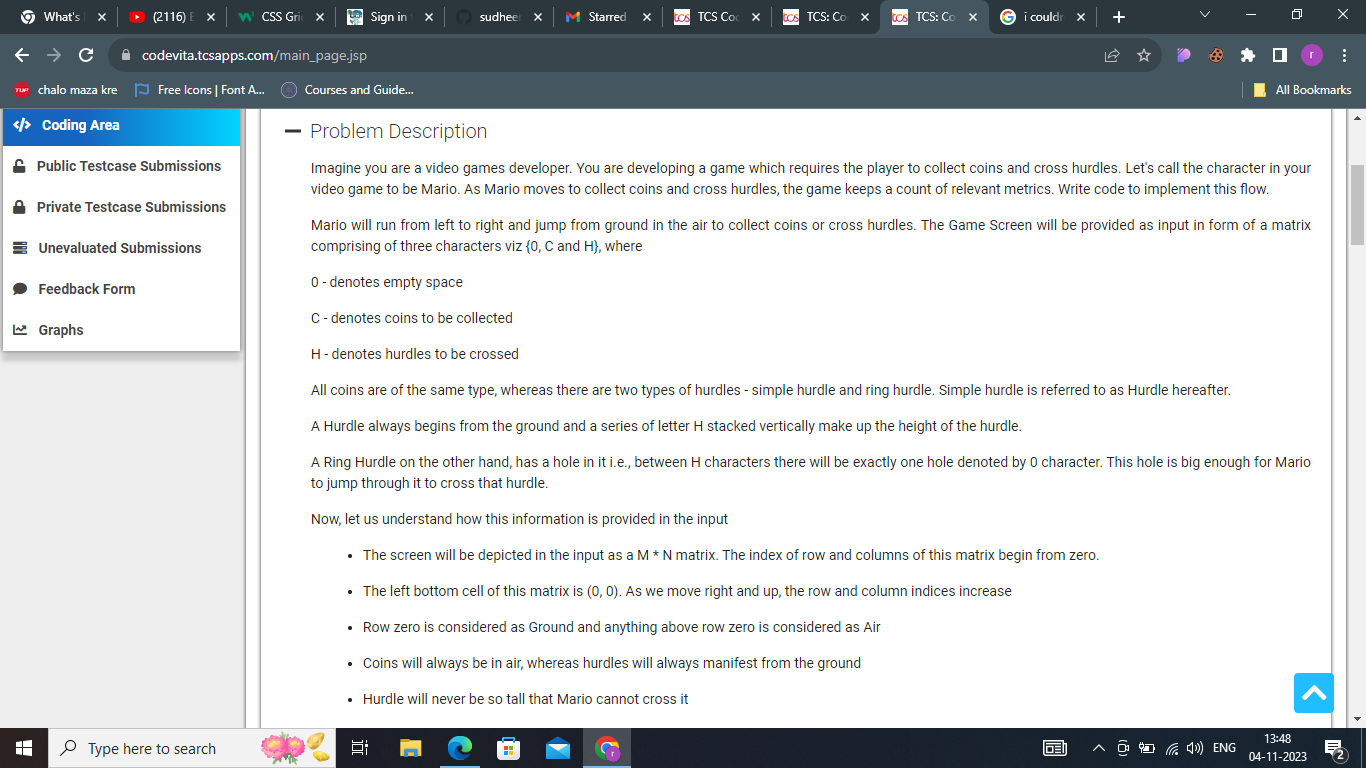 What's
(2116) E
CSS Gri
Sign in
sudheer
Starred
TCS Co
TCS: Co
TCS: Co
i couldr
codevita.tcsapps.com/main_page.jsp
r
chalo maza kre
Free Icons | Font A...
Courses and Guide...
All Bookmarks
Coding Area
Public Testcase Submissions
Private Testcase Submissions
Unevaluated Submissions
Feedback Form
Graphs
Problem Description
Imagine you are a video games developer. You are developing a game which requires the player to collect coins and cross hurdles. Let's call the character in your
video game to be Mario. As Mario moves to collect coins and cross hurdles, the game keeps a count of relevant metrics. Write code to implement this flow.
Mario will run from left to right and jump from ground in the air to collect coins or cross hurdles. The Game Screen will be provided as input in form of a matrix
comprising of three characters viz {0, C and H}, where
0 - denotes empty space
C - denotes coins to be collected
H - denotes hurdles to be crossed
All coins are of the same type, whereas there are two types of hurdles - simple hurdle and ring hurdle. Simple hurdle is referred to as Hurdle hereafter.
A Hurdle always begins from the ground and a series of letter H stacked vertically make up the height of the hurdle.
A Ring Hurdle on the other hand, has a hole in it i.e., between H characters there will be exactly one hole denoted by 0 character. This hole is big enough for Mario
to jump through it to cross that hurdle.
Now, let us understand how this information is provided in the input
• The screen will be depicted in the input as a M * N matrix. The index of row and columns of this matrix begin from zero.
• The left bottom cell of this matrix is (0, 0). As we move right and up, the row and column indices increase
• Row zero is considered as Ground and anything above row zero is considered as Air
• Coins will always be in air, whereas hurdles will always manifest from the ground
• Hurdle will never be so tall that Mario cannot cross it
Type here to search
ENG
13:48
04-11-2023
2